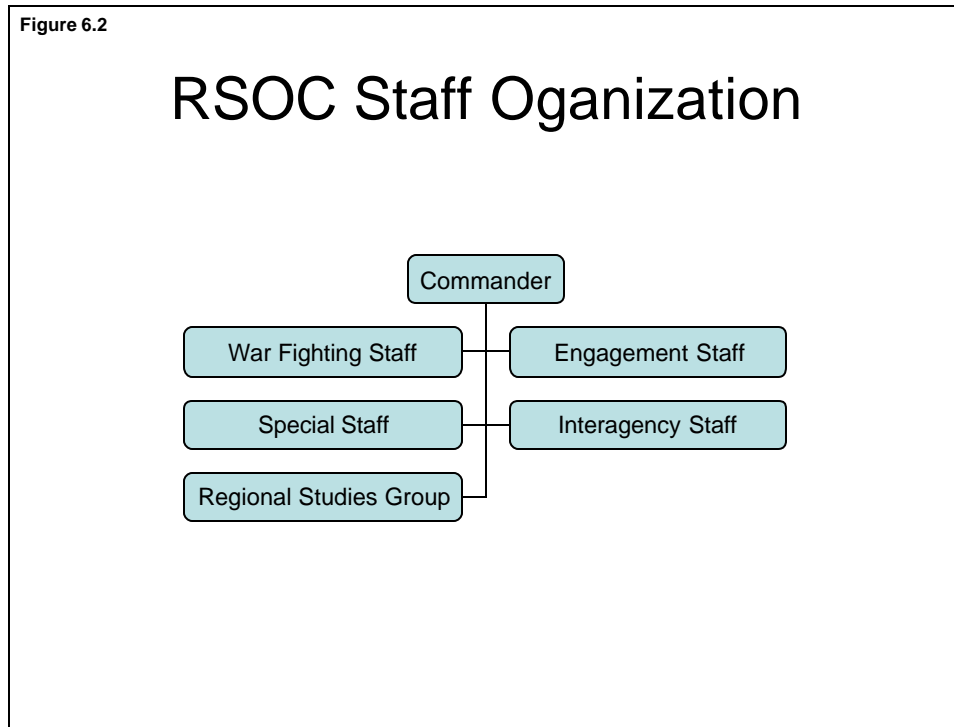 Figure 6.2
RSOC Staff Oganization
Commander
War Fighting Staff
Engagement Staff
Special Staff
Interagency Staff
Regional Studies Group